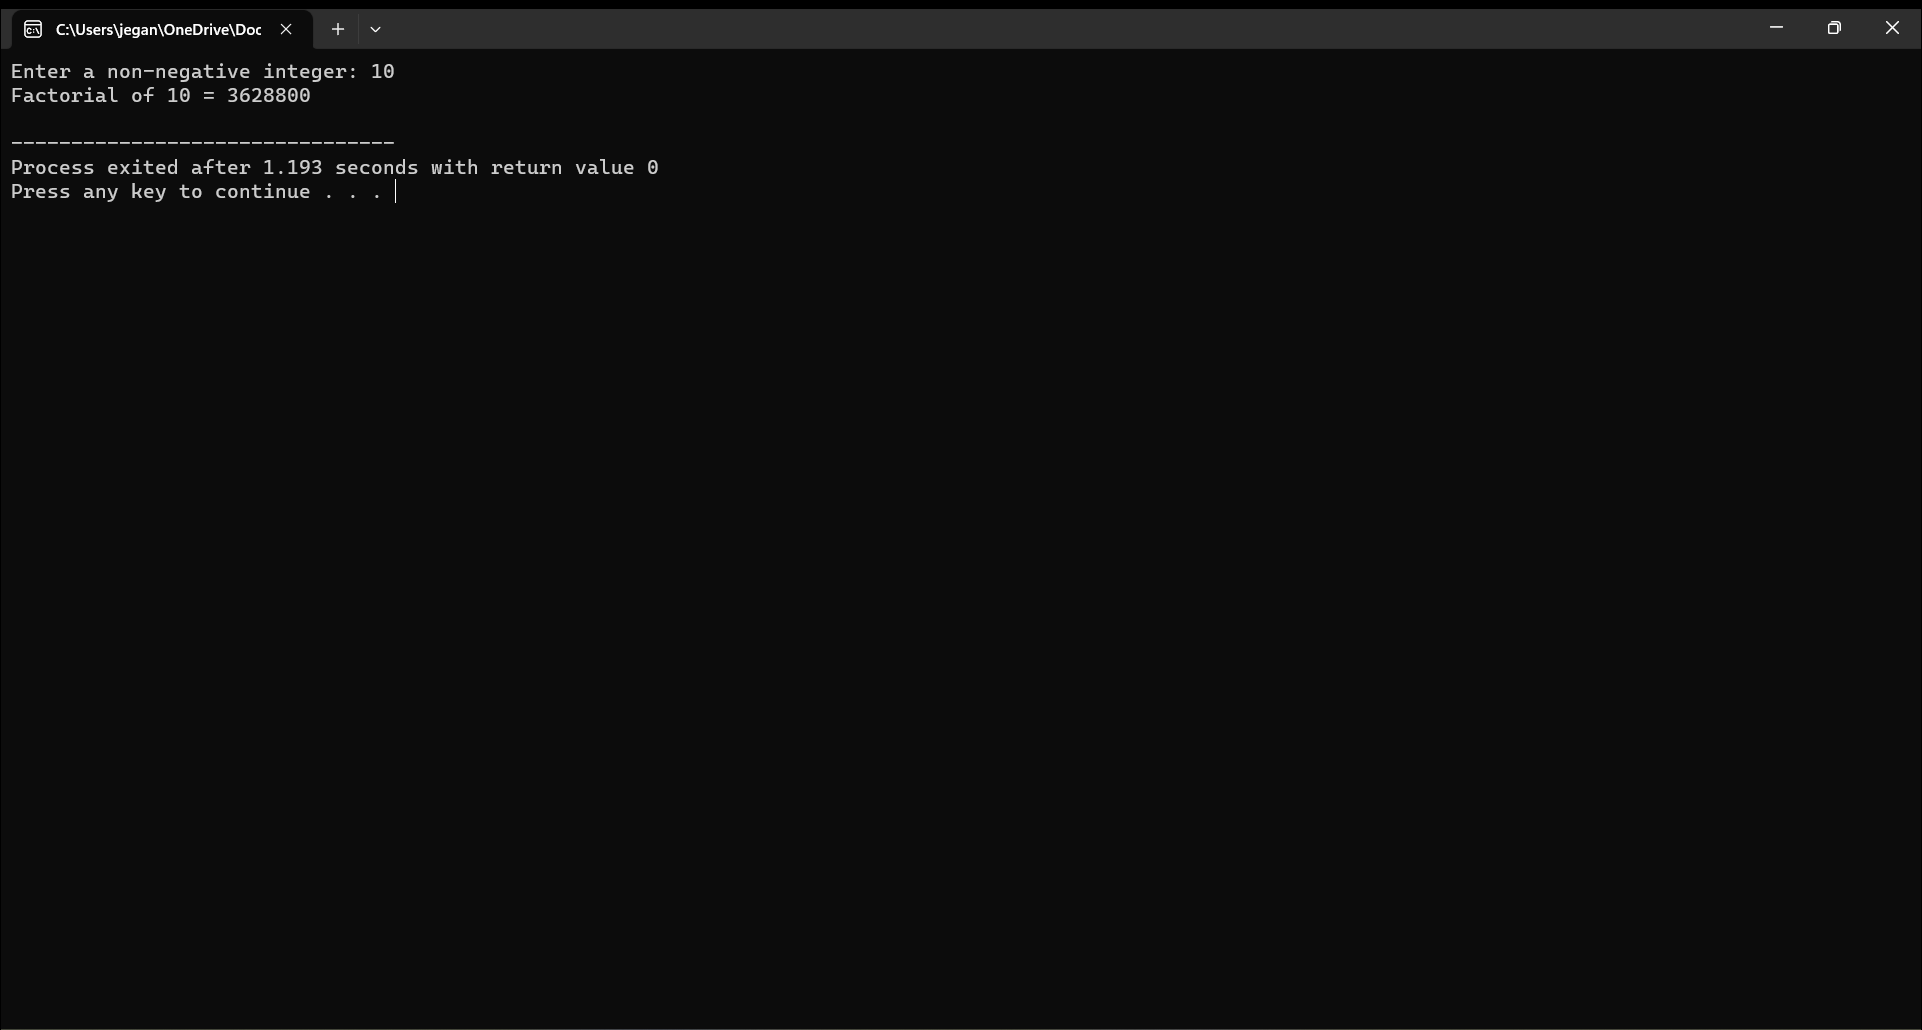 C:\Users\jegan\OneDrive\Doc
Enter a non-negative integer: 10
Factorial of 10 = 3628800
--------------------------------
Process exited after 1.193 seconds with return value 0
Press any key to continue . . .